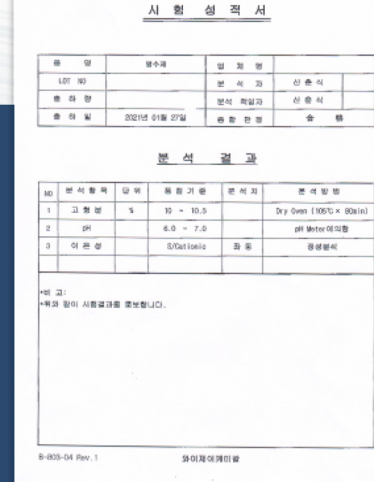 시 험 성 적 서
품 명 발수제 업 체 명
LOT NO 분 석 자 신 춘 식
출 하 량 분석 책임자 신 춘 식
출 하 일 2021년 01월 27일 종 합 판 정 합 격
분 석 결 과
NO 분 석 항 목 단 위 품 질 기 준 분 석 치 분 석 방 법
1 고 형 분 % 10 ~ 10.5 Dry Oven (105℃ × 80min)
2 pH 6.0 ~ 7.0 pH Meter에의함
3 이 온 성 S/Cationic 좌 동 정성분석
*비 고:
*위와 같이 시험결과를 통보합니다.
B-803-04 Rev.1 와이제이케미칼